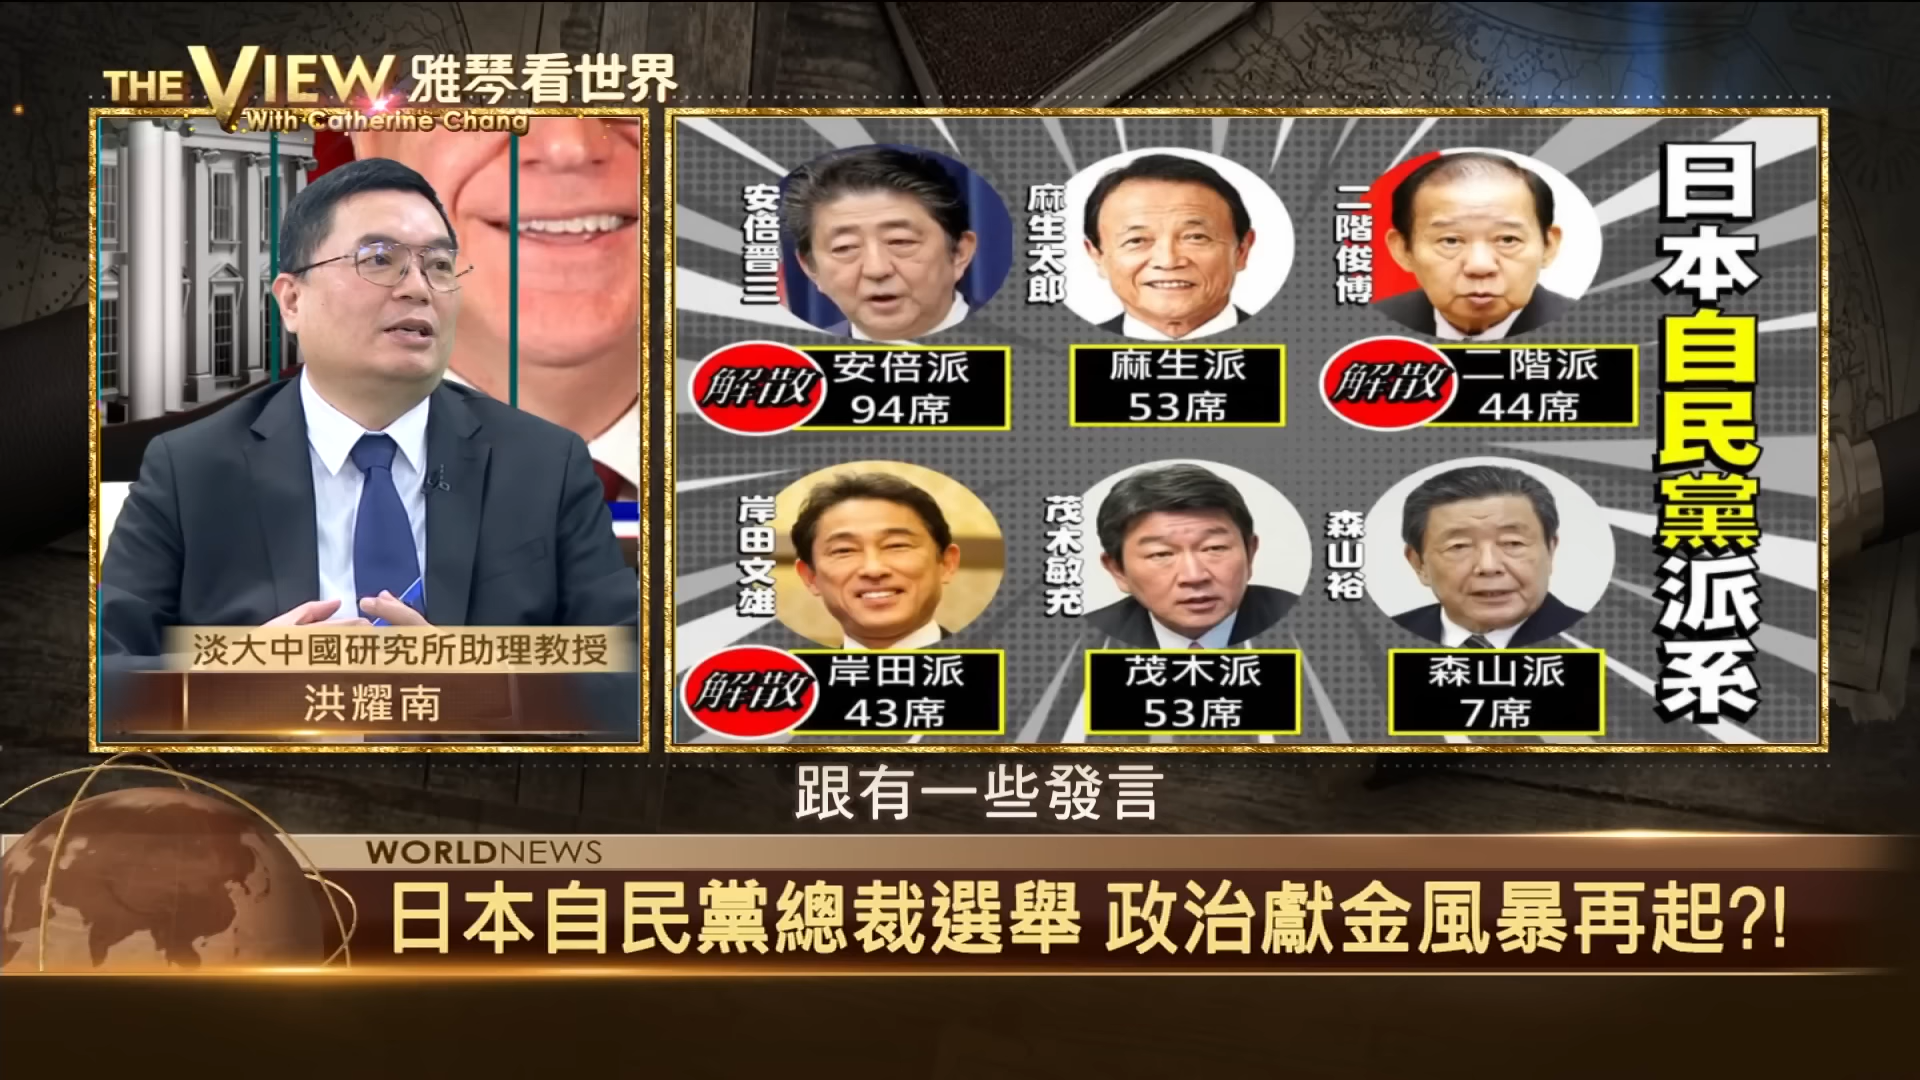 THE VIEW 雅琴看世界
With Catherine Chang
日本自民黨派系
安倍晉三
解散
安倍派
94席
麻生太郎
麻生派
53席
二階俊博
解散
二階派
44席
岸田文雄
解散
岸田派
43席
茂木敏充
茂木派
53席
森山裕
森山派
7席
淡大中國研究所助理教授
洪耀南
跟有一些發言
WORLDNEWS
日本自民黨總裁選舉 政治獻金風暴再起?!